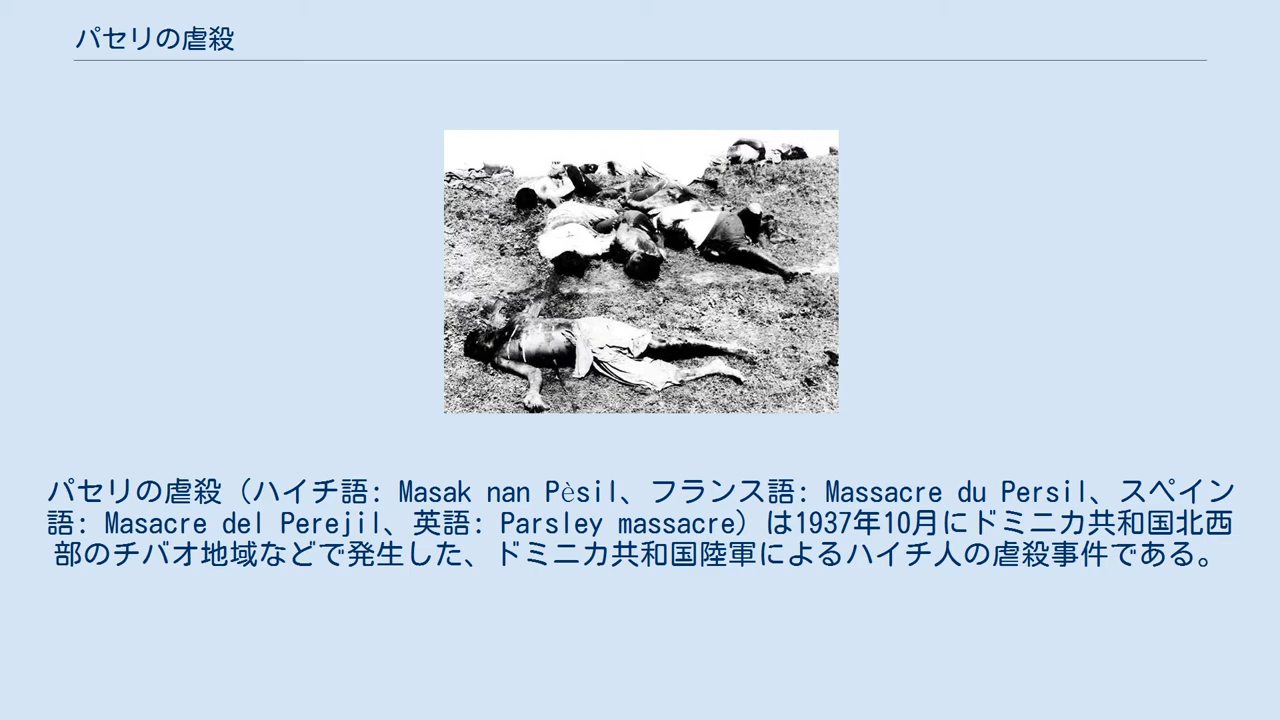 パセリの虐殺
パセリの虐殺（ハイチ語: Masak nan Pèsil、フランス語: Massacre du Persil、スペイン
語: Masacre del Perejil、英語: Parsley massacre）は1937年10月にドミニカ共和国北西
部のチバオ地域などで発生した、ドミニカ共和国陸軍によるハイチ人の虐殺事件である。